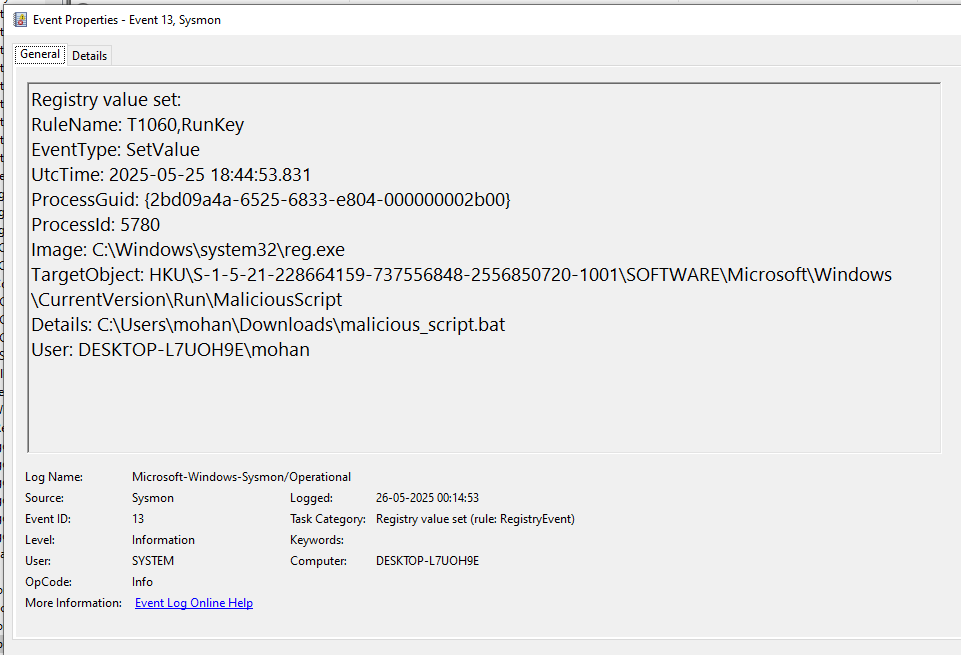 Event Properties - Event 13, Sysmon
General Details
Registry value set:
RuleName: T1060,RunKey
EventType: SetValue
UtcTime: 2025-05-25 18:44:53.831
ProcessGuid: {2bd09a4a-6525-6833-e804-000000002b00}
ProcessId: 5780
Image: C:\Windows\system32\reg.exe
TargetObject: HKU\S-1-5-21-228664159-737556848-2556850720-1001\SOFTWARE\Microsoft\Windows
\CurrentVersion\Run\MaliciousScript
Details: C:\Users\mohan\Downloads\malicious_script.bat
User: DESKTOP-L7UOH9E\mohan
Log Name: Microsoft-Windows-Sysmon/Operational
Source: Sysmon Logged: 26-05-2025 00:14:53
Event ID: 13 Task Category: Registry value set (rule: RegistryEvent)
Level: Information Keywords:
User: SYSTEM Computer: DESKTOP-L7UOH9E
OpCode: Info
More Information: Event Log Online Help